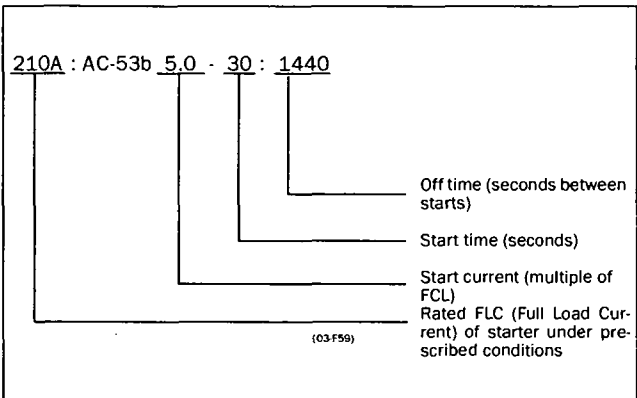 210A : AC-53b 5.0 - 30 : 1440
Off time (seconds between
starts)
Start time (seconds)
Start current (multiple of
FCL)
Rated FLC (Full Load Cur-
rent) of starter under pre-
scribed conditions
(03-F59)